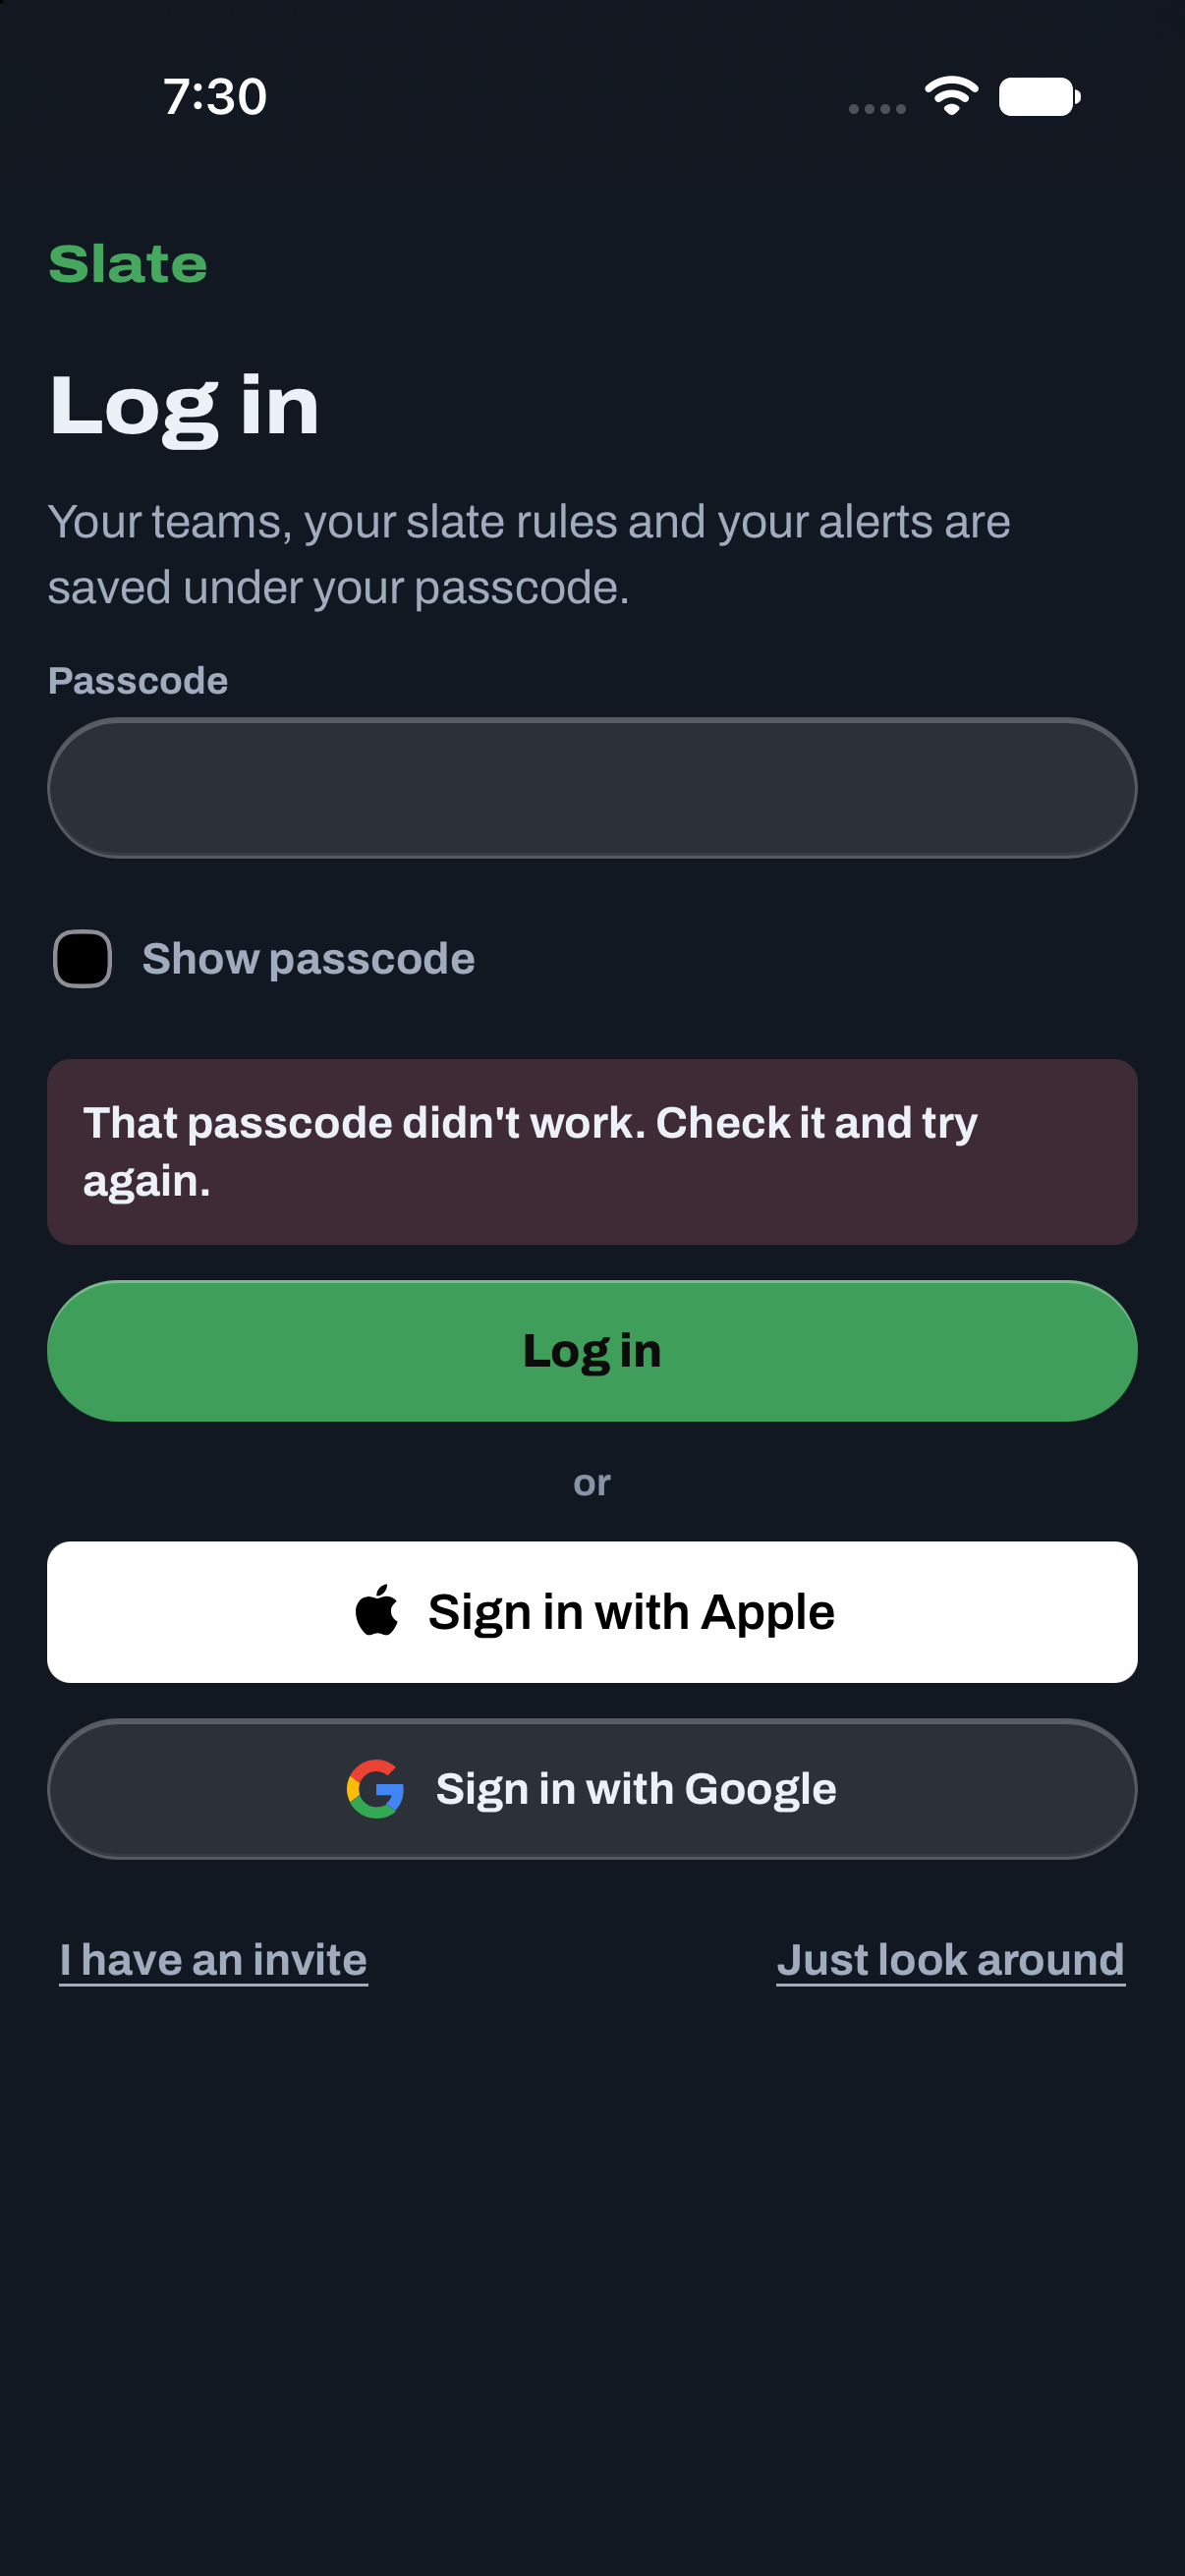 7:30
Slate
Log in
Your teams, your slate rules and your alerts are
saved under your passcode.
Passcode
Show passcode
That passcode didn't work. Check it and try
again.
Log in
or
Sign in with Apple
Sign in with Google
I have an invite
Just look around